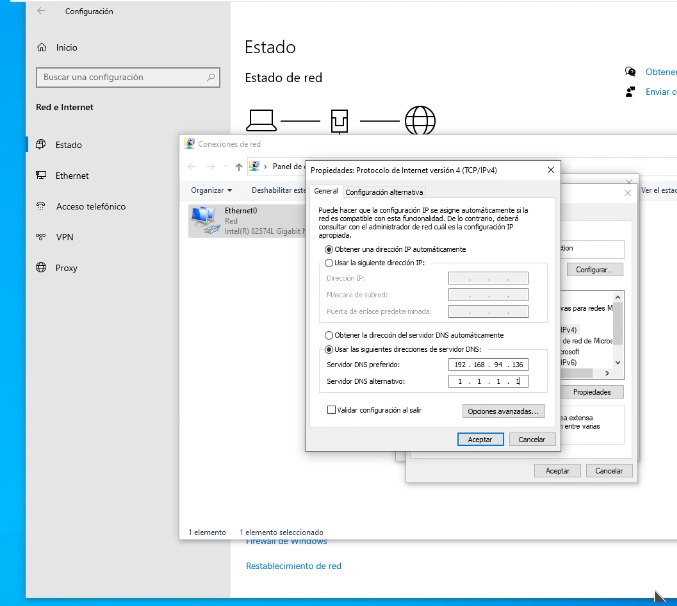 Configuración
Inicio
Buscar una configuración
Red e Internet
Estado
Ethernet
Acceso telefónico
VPN
Proxy
Estado
Estado de red
Obtener
Enviar c
Conexiones de red
Panel de c
Organizar
Deshabilitar este
Ver el estad
Ethernet0
Red
Intel(R) 82574L Gigabit N
Propiedades: Protocolo de Internet versión 4 (TCP/IPv4)
General
Configuración alternativa
Puede hacer que la configuración IP se asigne automáticamente si la
red es compatible con esta funcionalidad. De lo contrario, deberá
consultar con el administrador de red cuál es la configuración IP
apropiada.
Obtener una dirección IP automáticamente
Usar la siguiente dirección IP:
Dirección IP:
Máscara de subred:
Puerta de enlace predeterminada:
Obtener la dirección del servidor DNS automáticamente
Usar las siguientes direcciones de servidor DNS:
Servidor DNS preferido:
192 . 168 . 94 . 136
Servidor DNS alternativo:
1 . 1 . 1 . 1
Validar configuración al salir
Opciones avanzadas...
Aceptar
Cancelar
ction
Configurar...
oras para redes M
IPv4)
de red de Micros
crosoft
IPv6)
Propiedades
ea extensa
n entre varias
Aceptar
Cancelar
1 elemento
1 elemento seleccionado
Firewall de Windows
Restablecimiento de red